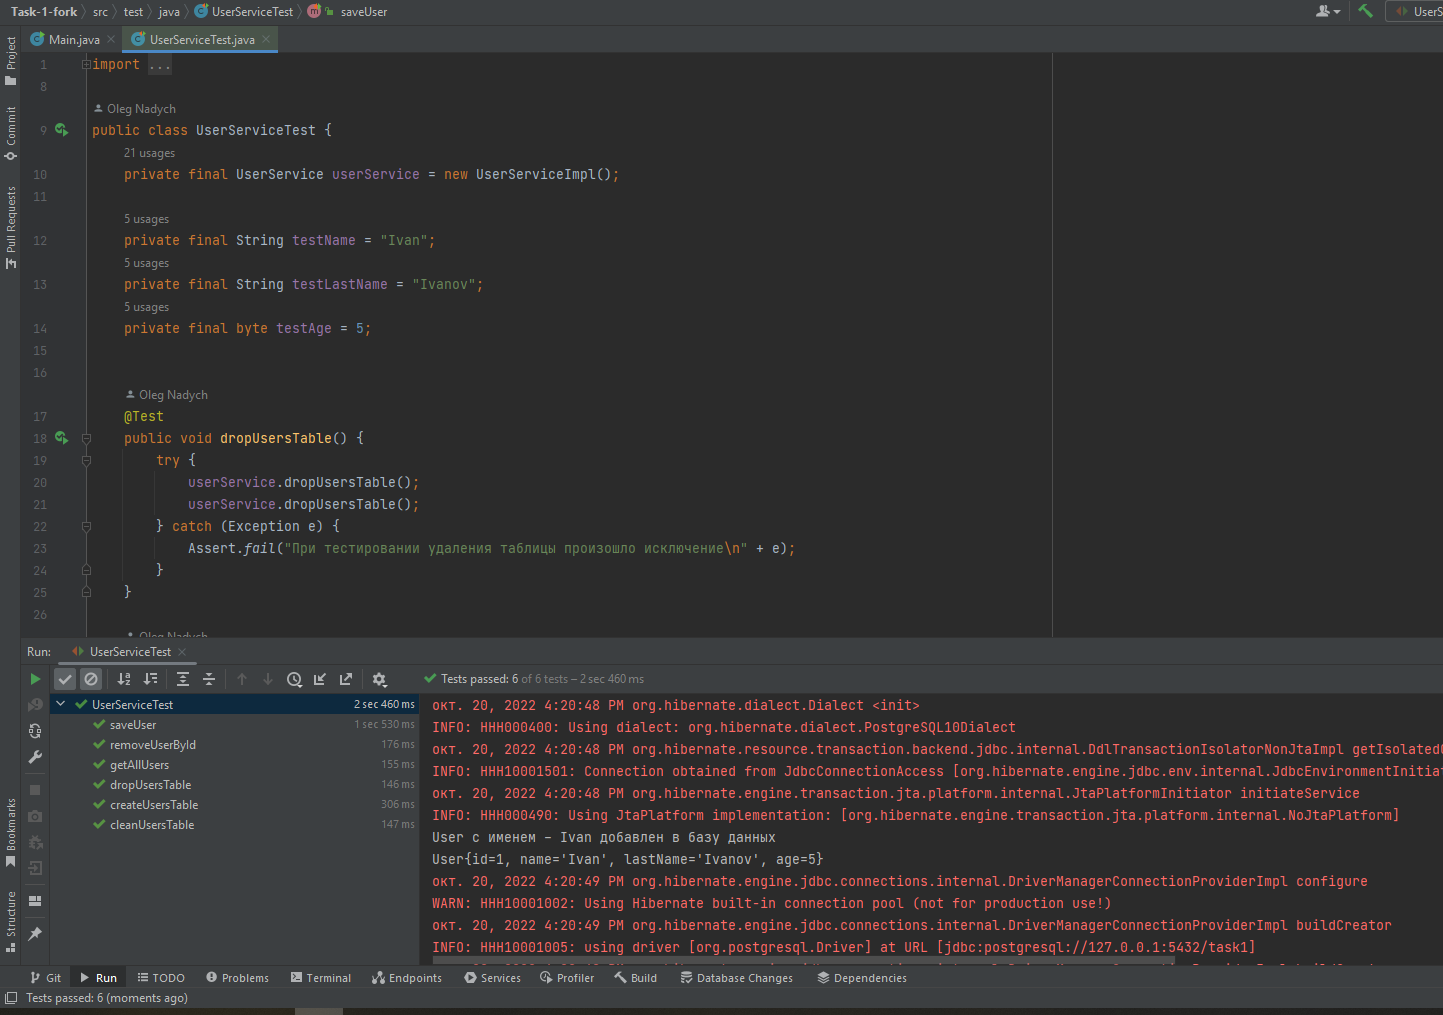 Task-1-fork
src
test
java
UserServiceTest
saveUser
UserS
Main.java
UserServiceTest.java
Project
Commit
Pull Requests
Bookmarks
Structure
1 import ...
8
Oleg Nadych
9 public class UserServiceTest {
21 usages
10 private final UserService userService = new UserServiceImpl();
11
5 usages
12 private final String testName = "Ivan";
5 usages
13 private final String testLastName = "Ivanov";
5 usages
14 private final byte testAge = 5;
15
16
Oleg Nadych
17 @Test
18 public void dropUsersTable() {
19 try {
20 userService.dropUsersTable();
21 userService.dropUsersTable();
22 } catch (Exception e) {
23 Assert.fail("При тестировании удаления таблицы произошло исключение\n" + e);
24 }
25 }
26
Oleg Nadych
Run: UserServiceTest
Tests passed: 6 of 6 tests – 2 sec 460 ms
UserServiceTest 2 sec 460 ms
saveUser 1 sec 530 ms
removeUserById 176 ms
getAllUsers 155 ms
dropUsersTable 146 ms
createUsersTable 306 ms
cleanUsersTable 147 ms
окт. 20, 2022 4:20:48 PM org.hibernate.dialect.Dialect <init>
INFO: HHH000400: Using dialect: org.hibernate.dialect.PostgreSQL10Dialect
окт. 20, 2022 4:20:48 PM org.hibernate.resource.transaction.backend.jdbc.internal.DdlTransactionIsolatorNonJtaImpl getIsolatedC
INFO: HHH10001501: Connection obtained from JdbcConnectionAccess [org.hibernate.engine.jdbc.env.internal.JdbcEnvironmentInitiat
окт. 20, 2022 4:20:48 PM org.hibernate.engine.transaction.jta.platform.internal.JtaPlatformInitiator initiateService
INFO: HHH000490: Using JtaPlatform implementation: [org.hibernate.engine.transaction.jta.platform.internal.NoJtaPlatform]
User с именем – Ivan добавлен в базу данных
User{id=1, name='Ivan', lastName='Ivanov', age=5}
окт. 20, 2022 4:20:49 PM org.hibernate.engine.jdbc.connections.internal.DriverManagerConnectionProviderImpl configure
WARN: HHH10001002: Using Hibernate built-in connection pool (not for production use!)
окт. 20, 2022 4:20:49 PM org.hibernate.engine.jdbc.connections.internal.DriverManagerConnectionProviderImpl buildCreator
INFO: HHH10001005: using driver [org.postgresql.Driver] at URL [jdbc:postgresql://127.0.0.1:5432/task1]
Git
Run
TODO
Problems
Terminal
Endpoints
Services
Profiler
Build
Database Changes
Dependencies
Tests passed: 6 (moments ago)